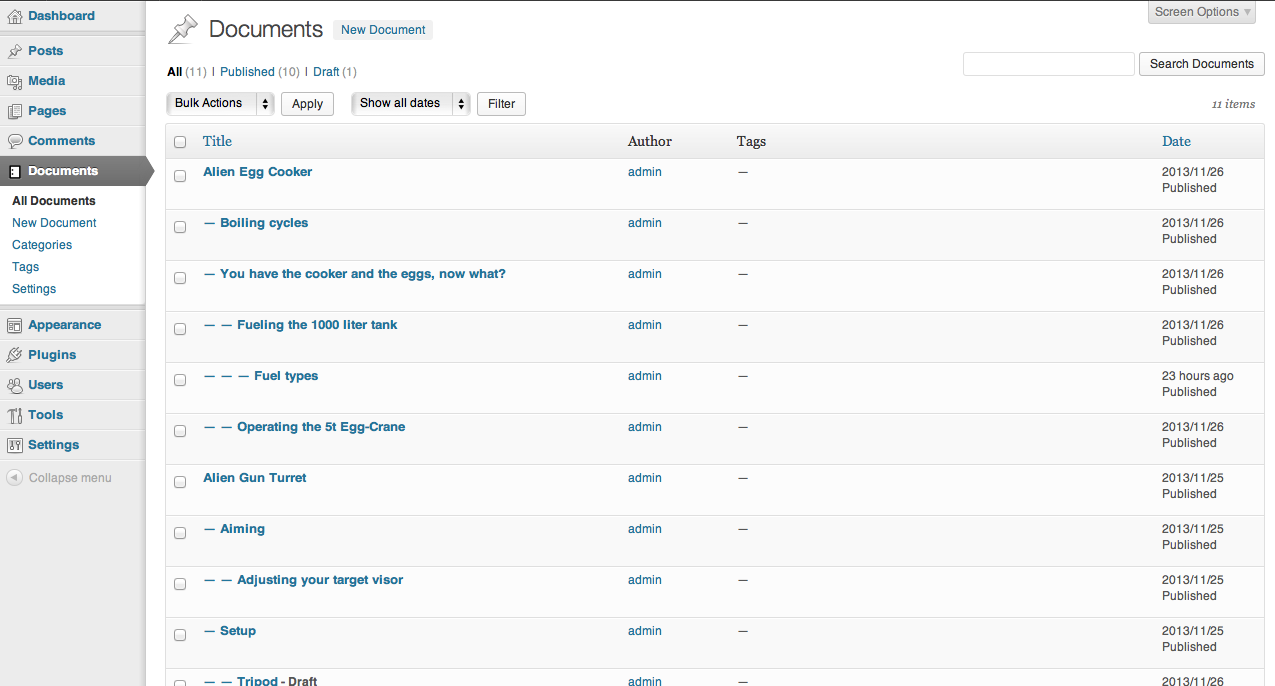 Dashboard
Posts
Media
Pages
Comments
Documents
All Documents
New Document
Categories
Tags
Settings
Appearance
Plugins
Users
Tools
Settings
Collapse menu
Screen Options ▼
Documents New Document
All (11) | Published (10) | Draft (1)
Search Documents
Bulk Actions Apply Show all dates Filter
11 items
Title Author Tags Date
Alien Egg Cooker admin — 2013/11/26
Published
— Boiling cycles admin — 2013/11/26
Published
— You have the cooker and the eggs, now what? admin — 2013/11/26
Published
— — Fueling the 1000 liter tank admin — 2013/11/26
Published
— — — Fuel types admin — 23 hours ago
Published
— — Operating the 5t Egg-Crane admin — 2013/11/26
Published
Alien Gun Turret admin — 2013/11/25
Published
— Aiming admin — 2013/11/25
Published
— — Adjusting your target visor admin — 2013/11/25
Published
— Setup admin — 2013/11/25
Published
— — Tripod - Draft admin — 2013/11/26